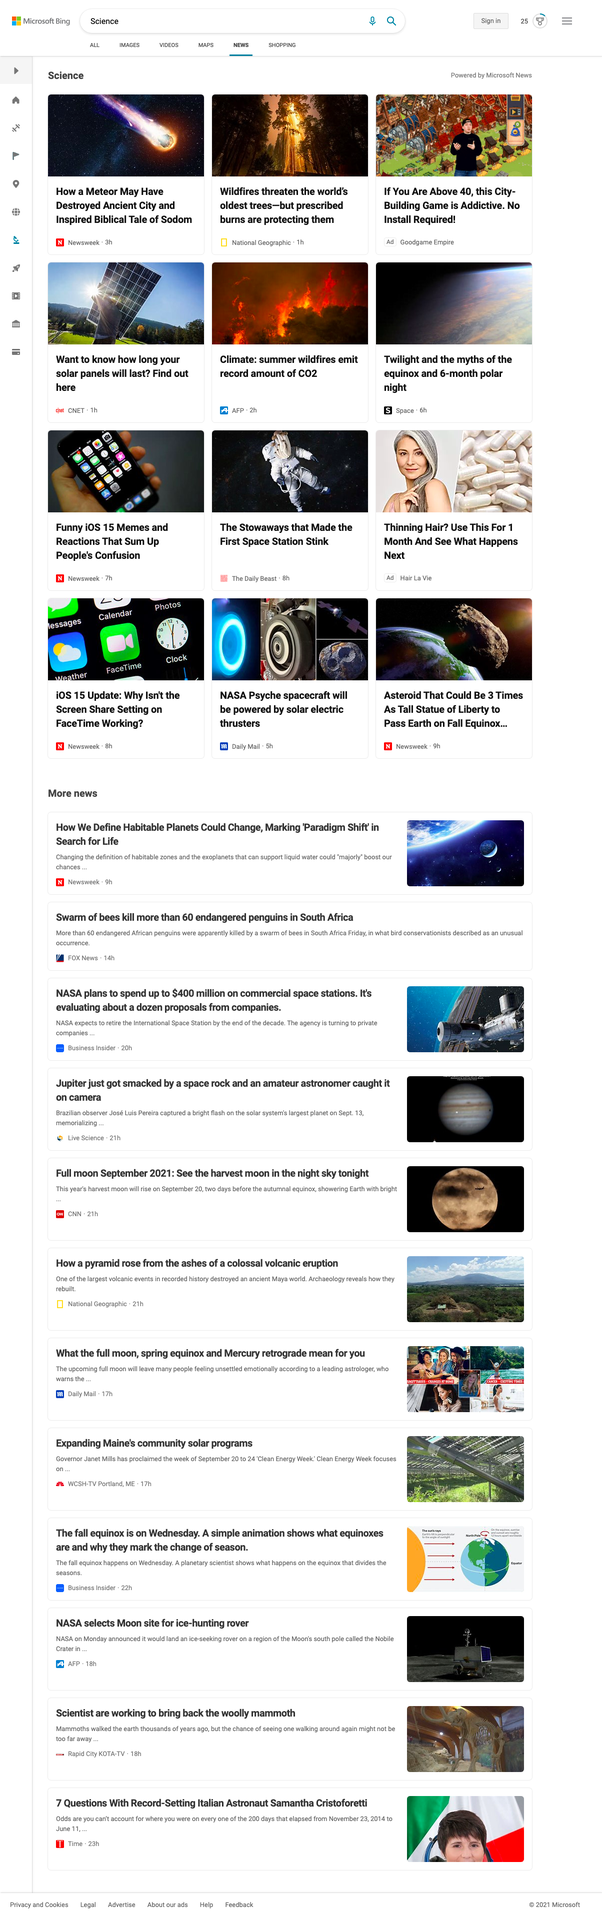 Microsoft Bing
Science
Sign in
25
ALL IMAGES VIDEOS MAPS NEWS SHOPPING
Science
Powered by Microsoft News
How a Meteor May Have
Destroyed Ancient City and
Inspired Biblical Tale of Sodom
Newsweek · 3h
Wildfires threaten the world's
oldest trees—but prescribed
burns are protecting them
National Geographic · 1h
If You Are Above 40, this City-
Building Game is Addictive. No
Install Required!
Ad Goodgame Empire
Want to know how long your
solar panels will last? Find out
here
CNET · 1h
Climate: summer wildfires emit
record amount of CO2
AFP · 2h
Twilight and the myths of the
equinox and 6-month polar
night
Space · 6h
Funny iOS 15 Memes and
Reactions That Sum Up
People's Confusion
Newsweek · 7h
The Stowaways that Made the
First Space Station Stink
The Daily Beast · 8h
Thinning Hair? Use This For 1
Month And See What Happens
Next
Ad Hair La Vie
Messages
Calendar
Photos
Weather
FaceTime
Clock
iOS 15 Update: Why Isn't the
Screen Share Setting on
FaceTime Working?
Newsweek · 8h
NASA Psyche spacecraft will
be powered by solar electric
thrusters
Daily Mail · 5h
Asteroid That Could Be 3 Times
As Tall Statue of Liberty to
Pass Earth on Fall Equinox...
Newsweek · 9h
More news
How We Define Habitable Planets Could Change, Marking 'Paradigm Shift' in
Search for Life
Changing the definition of habitable zones and the exoplanets that can support liquid water could "majorly" boost our
chances ...
Newsweek · 9h
Swarm of bees kill more than 60 endangered penguins in South Africa
More than 60 endangered African penguins were apparently killed by a swarm of bees in South Africa Friday, in what bird conservationists described as an unusual
occurrence.
FOX News · 14h
NASA plans to spend up to $400 million on commercial space stations. It's
evaluating about a dozen proposals from companies.
NASA expects to retire the International Space Station by the end of the decade. The agency is turning to private
companies ...
Business Insider · 20h
Jupiter just got smacked by a space rock and an amateur astronomer caught it
on camera
Brazilian observer José Luis Pereira captured a bright flash on the solar system's largest planet on Sept. 13,
memorializing ...
Live Science · 21h
Full moon September 2021: See the harvest moon in the night sky tonight
This year's harvest moon will rise on September 20, two days before the autumnal equinox, showering Earth with bright
...
CNN · 21h
How a pyramid rose from the ashes of a colossal volcanic eruption
One of the largest volcanic events in recorded history destroyed an ancient Maya world. Archaeology reveals how they
rebuilt.
National Geographic · 21h
What the full moon, spring equinox and Mercury retrograde mean for you
The upcoming full moon will leave many people feeling unsettled emotionally according to a leading astrologer, who
warns the ...
Daily Mail · 17h
Expanding Maine's community solar programs
Governor Janet Mills has proclaimed the week of September 20 to 24 'Clean Energy Week.' Clean Energy Week focuses
on ...
WCSH-TV Portland, ME · 17h
The fall equinox is on Wednesday. A simple animation shows what equinoxes
are and why they mark the change of season.
The fall equinox happens on Wednesday. A planetary scientist shows what happens on the equinox that divides the
seasons.
Business Insider · 22h
NASA selects Moon site for ice-hunting rover
NASA on Monday announced it would land an ice-seeking rover on a region of the Moon's south pole called the Nobile
Crater in ...
AFP · 18h
Scientist are working to bring back the woolly mammoth
Mammoths walked the earth thousands of years ago, but the chance of seeing one walking around again might not be
too far away ...
Rapid City KOTA-TV · 18h
7 Questions With Record-Setting Italian Astronaut Samantha Cristoforetti
Odds are you can't account for where you were on every one of the 200 days that elapsed from November 23, 2014 to
June 11, ...
Time · 23h
Privacy and Cookies Legal Advertise About our ads Help Feedback
© 2021 Microsoft